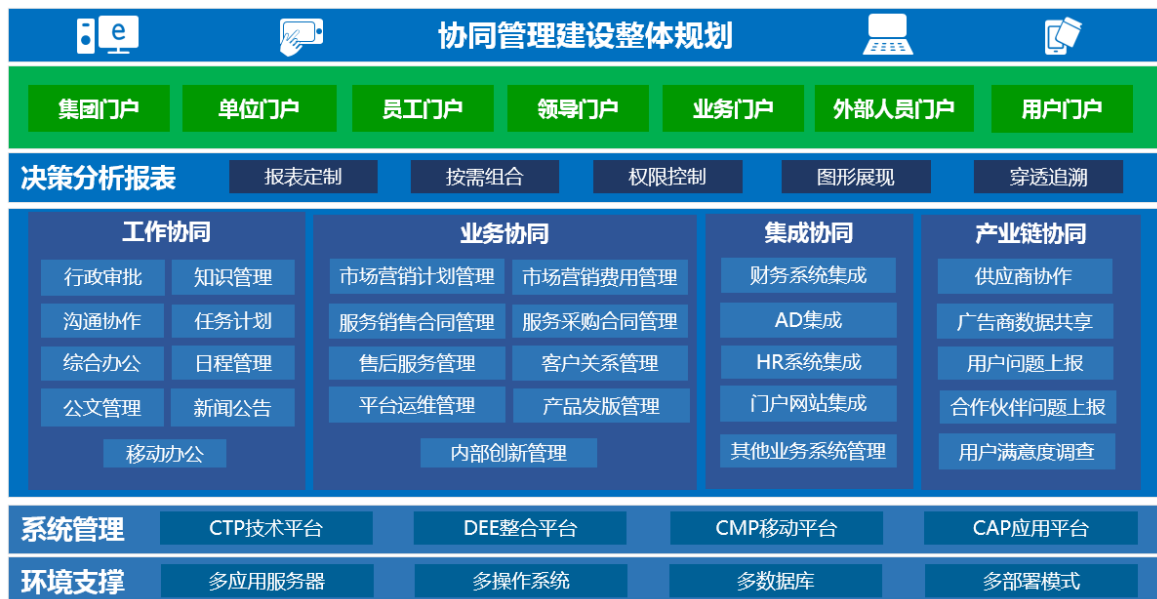 e
协同管理建设整体规划
集团门户 单位门户 员工门户 领导门户 业务门户 外部人员门户 用户门户
决策分析报表 报表定制 按需组合 权限控制 图形展现 穿透追溯
工作协同
行政审批 知识管理
沟通协作 任务计划
综合办公 日程管理
公文管理 新闻公告
移动办公
业务协同
市场营销计划管理 市场营销费用管理
服务销售合同管理 服务采购合同管理
售后服务管理 客户关系管理
平台运维管理 产品发版管理
内部创新管理
集成协同
财务系统集成
AD集成
HR系统集成
门户网站集成
其他业务系统管理
产业链协同
供应商协作
广告商数据共享
用户问题上报
合作伙伴问题上报
用户满意度调查
系统管理 CTP技术平台 DEE整合平台 CMP移动平台 CAP应用平台
环境支撑 多应用服务器 多操作系统 多数据库 多部署模式